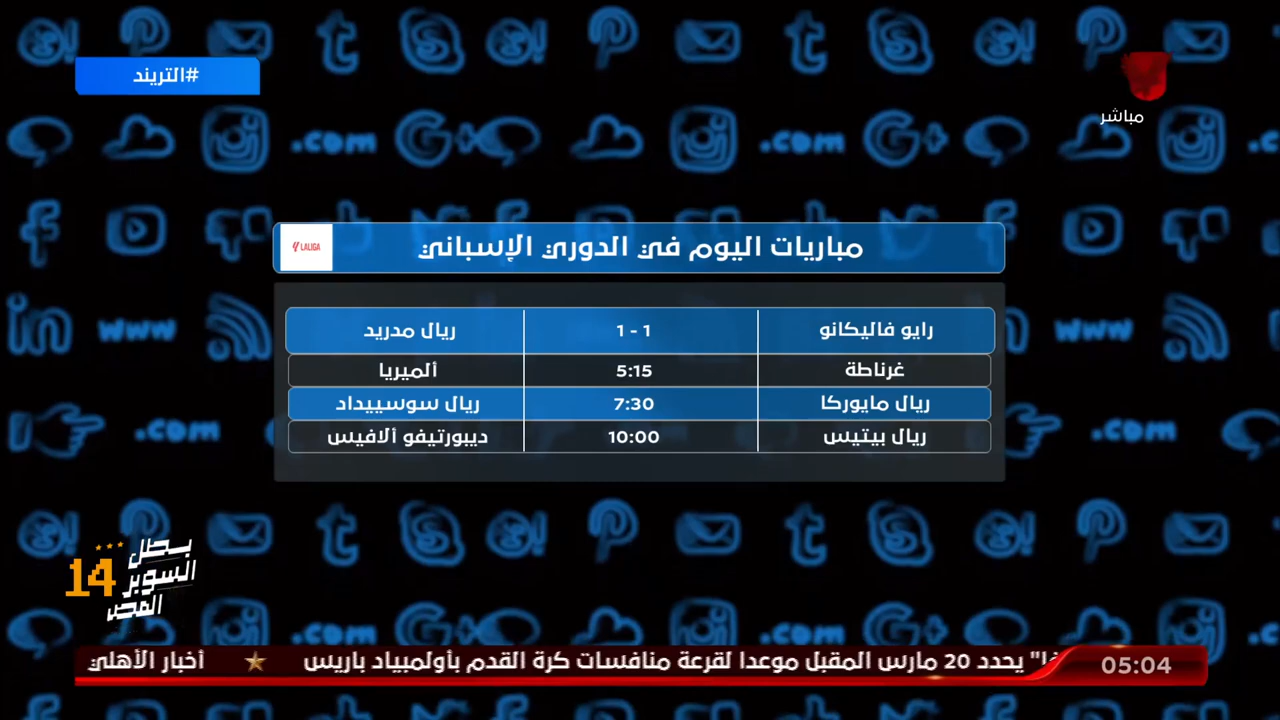 #التريند
مباشر
مباريات اليوم في الدوري الإسباني
LALIGA
رايو فاليكانو 1 - 1 ريال مدريد
غرناطة 5:15 ألميريا
ريال مايوركا 7:30 ريال سوسييداد
ريال بيتيس 10:00 ديبورتيفو ألافيس
بطل
السوبر 14
المصري
05:04 يحدد 20 مارس المقبل موعدا لقرعة منافسات كرة القدم بأولمبياد باريس أخبار الأهلي